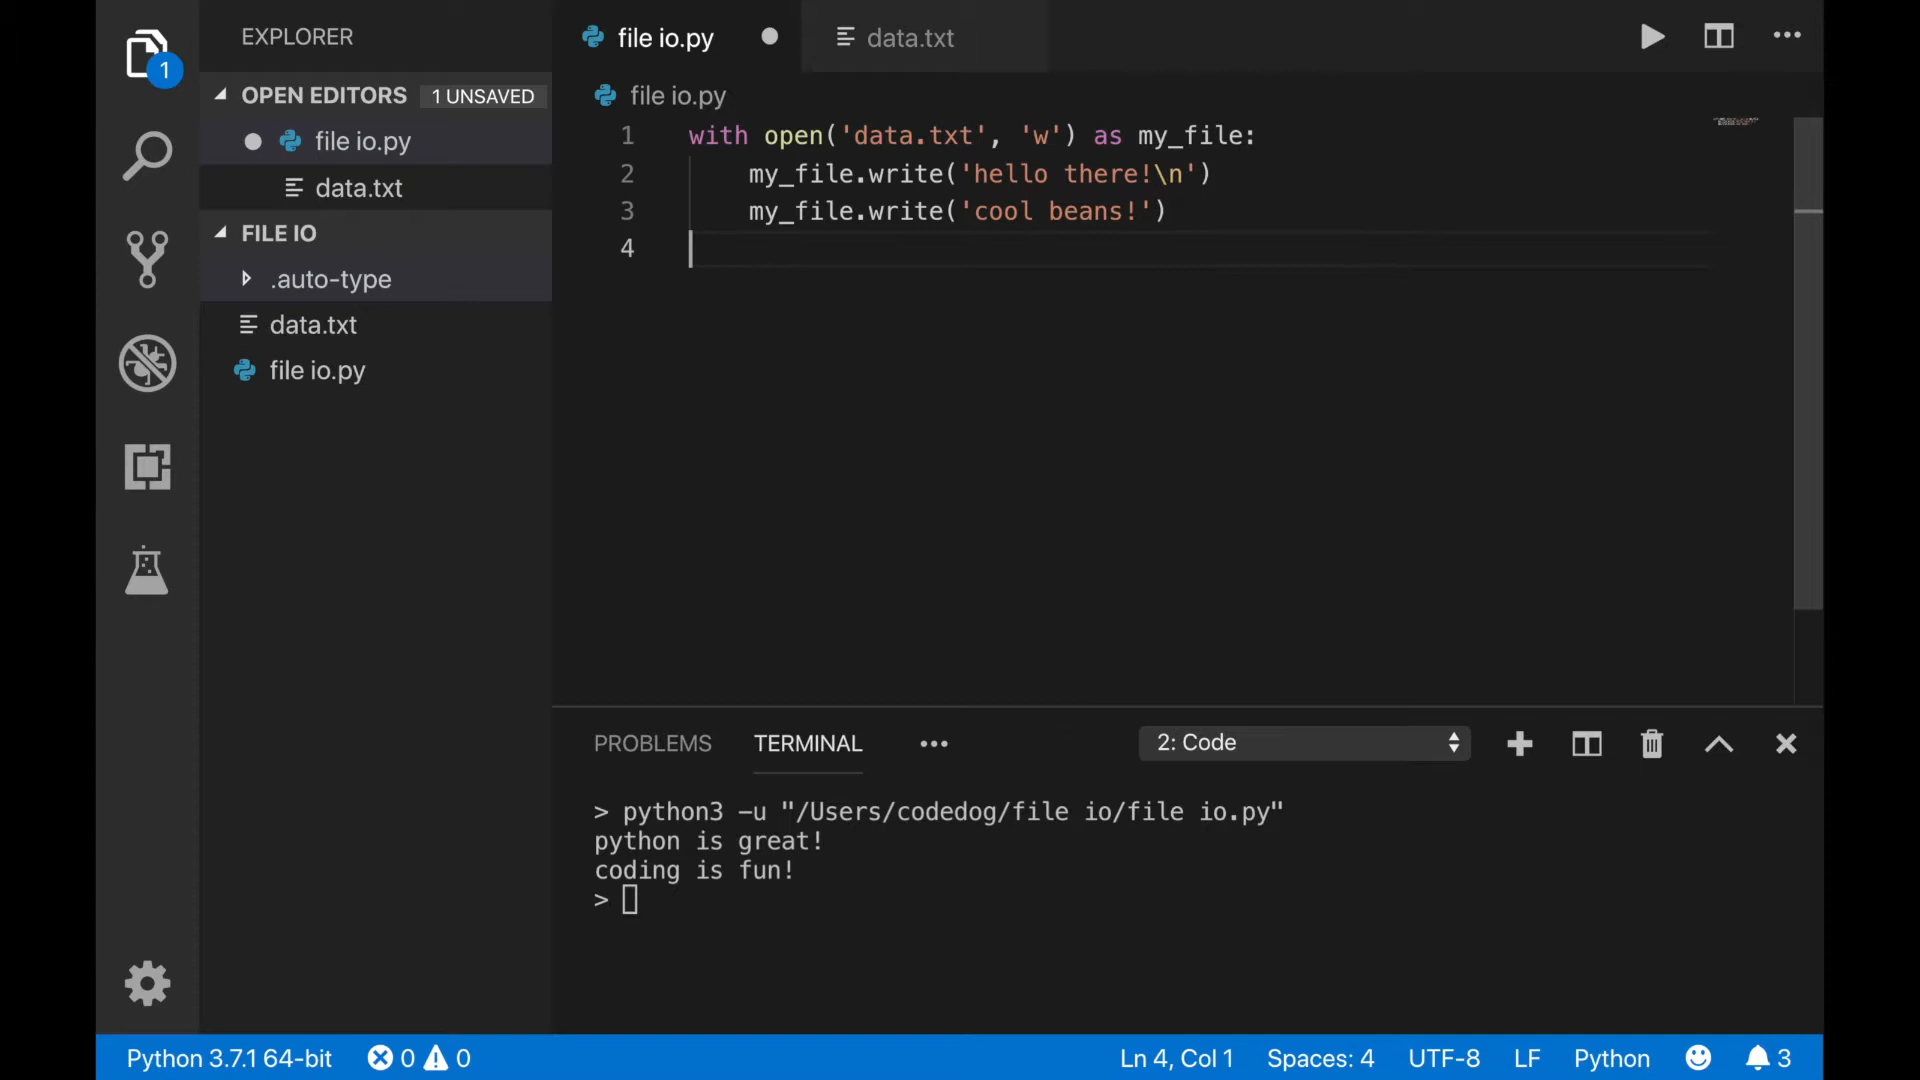 EXPLORER
1
OPEN EDITORS 1 UNSAVED
file io.py
data.txt
FILE IO
.auto-type
data.txt
file io.py
file io.py
data.txt
file io.py
1 with open('data.txt', 'w') as my_file:
2 my_file.write('hello there!\n')
3 my_file.write('cool beans!')
4
PROBLEMS TERMINAL 2: Code
> python3 -u "/Users/codedog/file io/file io.py"
python is great!
coding is fun!
>
Python 3.7.1 64-bit 0 0 Ln 4, Col 1 Spaces: 4 UTF-8 LF Python 3